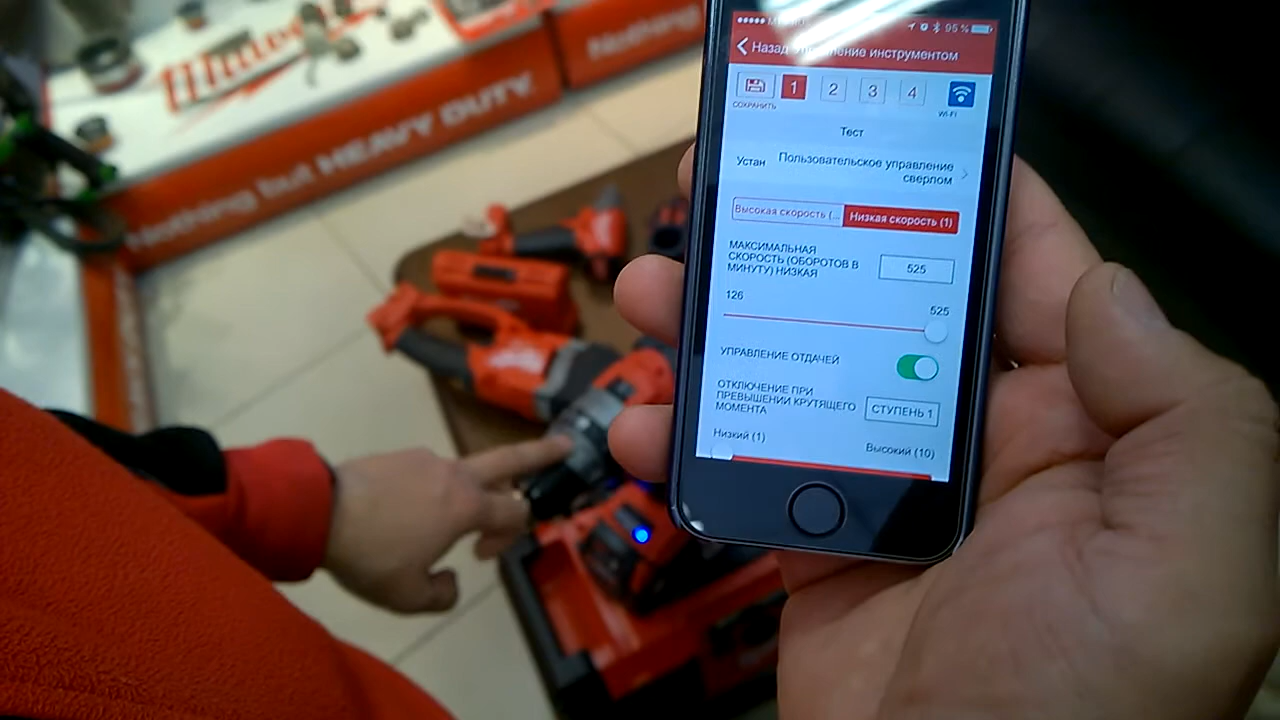 Milwaukee
Nothing but HEAVY DUTY.
Nothing
95 %
Назад
инструментом
1
2
3
4
СОХРАНИТЬ
WI-FI
Тест
Устан
Пользовательское управление
сверлом
Высокая скорость (...
Низкая скорость (1)
МАКСИМАЛЬНАЯ
СКОРОСТЬ (ОБОРОТОВ В
МИНУТУ) НИЗКАЯ
525
126
525
УПРАВЛЕНИЕ ОТДАЧЕЙ
ОТКЛЮЧЕНИЕ ПРИ
ПРЕВЫШЕНИИ КРУТЯЩЕГО
МОМЕНТА
СТУПЕНЬ 1
Низкий (1)
Высокий (10)